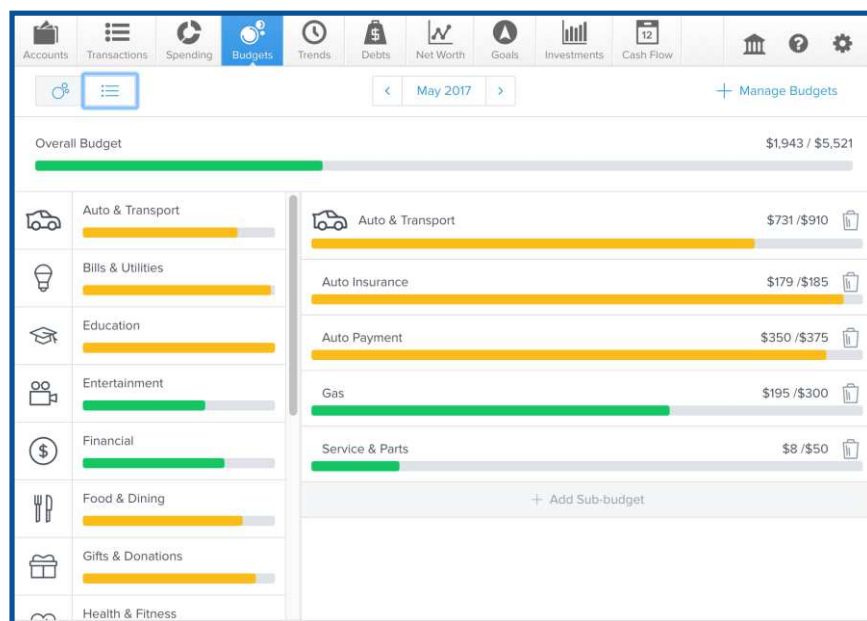 Accounts Transactions Spending Budgets Trends Debts Net Worth Goals Investments 12 Cash Flow
May 2017 + Manage Budgets
Overall Budget $1,943 / $5,521
Auto & Transport
Bills & Utilities
Education
Entertainment
Financial
Food & Dining
Gifts & Donations
Health & Fitness
Auto & Transport $731 /$910
Auto Insurance $179 /$185
Auto Payment $350 /$375
Gas $195 /$300
Service & Parts $8 /$50
+ Add Sub-budget